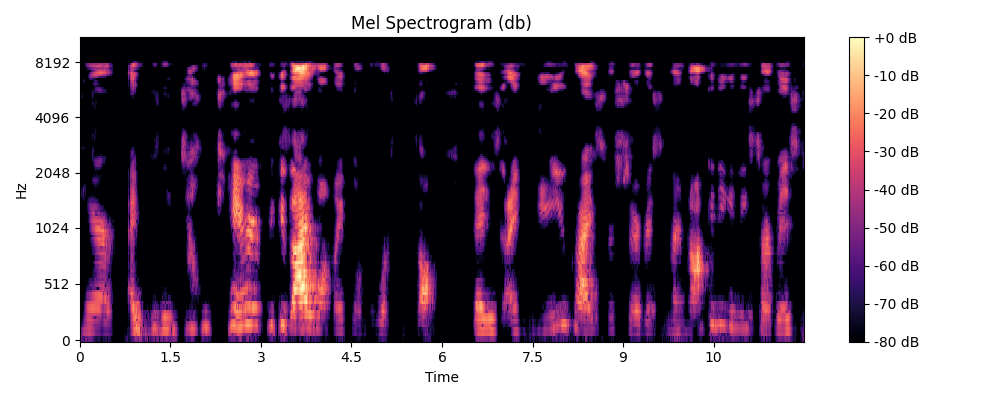 Mel Spectrogram (db)
Hz
8192
4096
2048
1024
512
0
0 1.5 3 4.5 6 7.5 9 10
Time
+0 dB
-10 dB
-20 dB
-30 dB
-40 dB
-50 dB
-60 dB
-70 dB
-80 dB